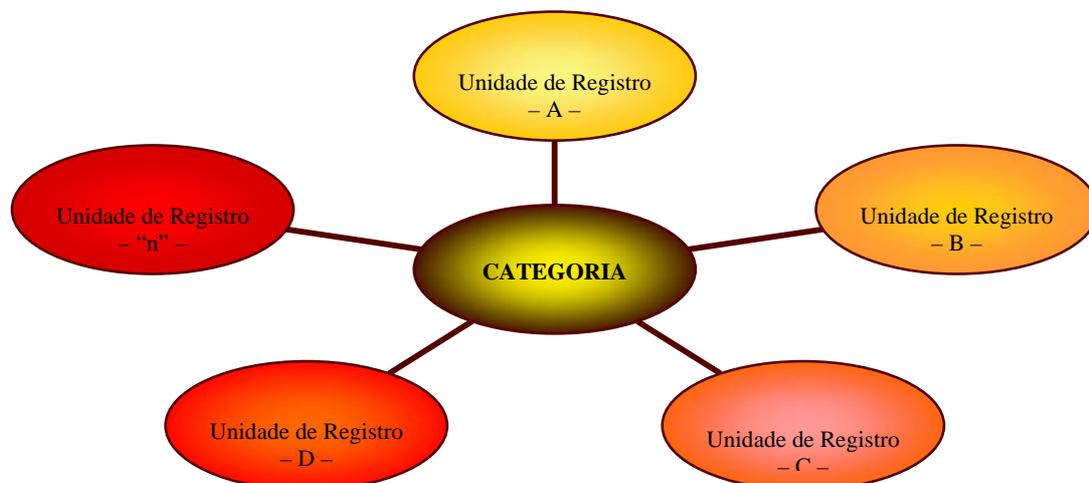 Unidade de Registro
– A –
Unidade de Registro
– “n” –
Unidade de Registro
– B –
CATEGORIA
Unidade de Registro
– D –
Unidade de Registro
– C –